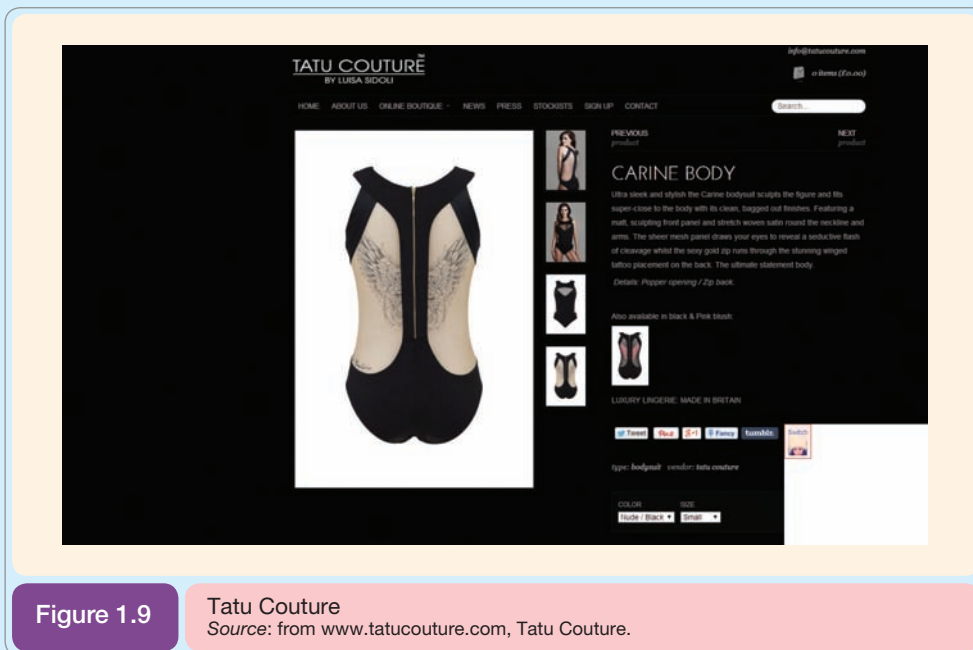 info@tatucouture.com
TATU COUTURE
BY LUISA SIDOLI
0 items (£0.00)
HOME ABOUT US ONLINE BOUTIQUE NEWS PRESS STOCKISTS SIGN UP CONTACT
Search...
PREVIOUS
product
NEXT
product
CARINE BODY
Ultra sleek and stylish the Carine bodysuit sculpts the figure and fits
super-close to the body with its clean, bagged out finishes. Featuring a
matt, sculpting front panel and stretch woven satin round the neckline and
arms. The sheer mesh panel draws your eyes to reveal a seductive flash
of cleavage whilst the sexy gold zip runs through the stunning winged
tattoo placement on the back. The ultimate statement body.
Details: Popper opening / Zip back.
Also available in black & Pink blush:
LUXURY LINGERIE: MADE IN BRITAIN
Tweet Pin it +1 Fancy tumblr.
Switch
type: bodysuit vendor: tatu couture
COLOR SIZE
Nude / Black Small
Figure 1.9
Tatu Couture
Source: from www.tatucouture.com, Tatu Couture.